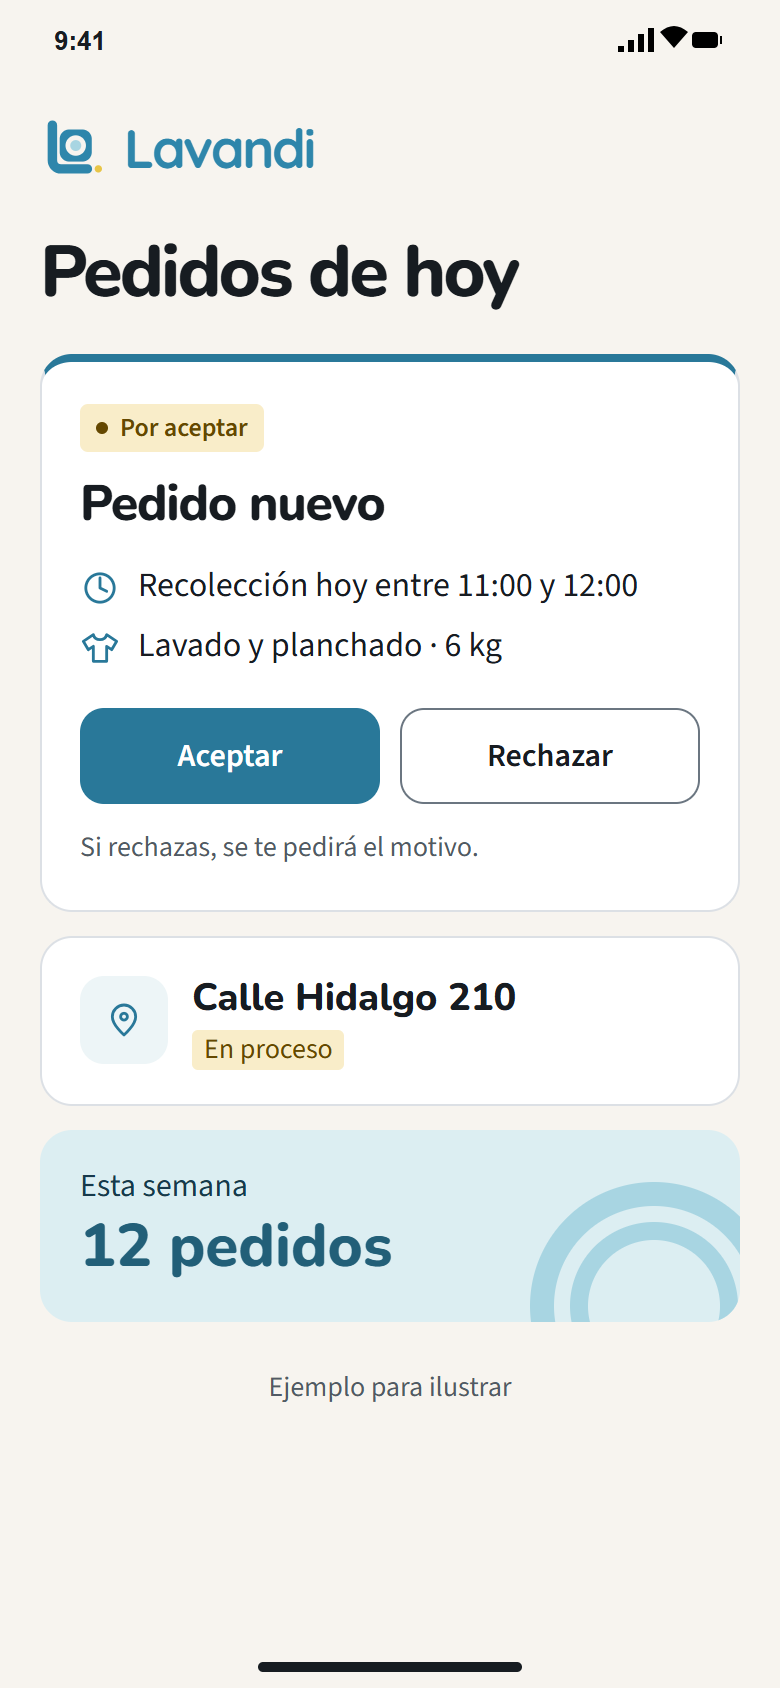 9:41
Lavandi
Pedidos de hoy
Por aceptar
Pedido nuevo
Recolección hoy entre 11:00 y 12:00
Lavado y planchado · 6 kg
Aceptar
Rechazar
Si rechazas, se te pedirá el motivo.
Calle Hidalgo 210
En proceso
Esta semana
12 pedidos
Ejemplo para ilustrar